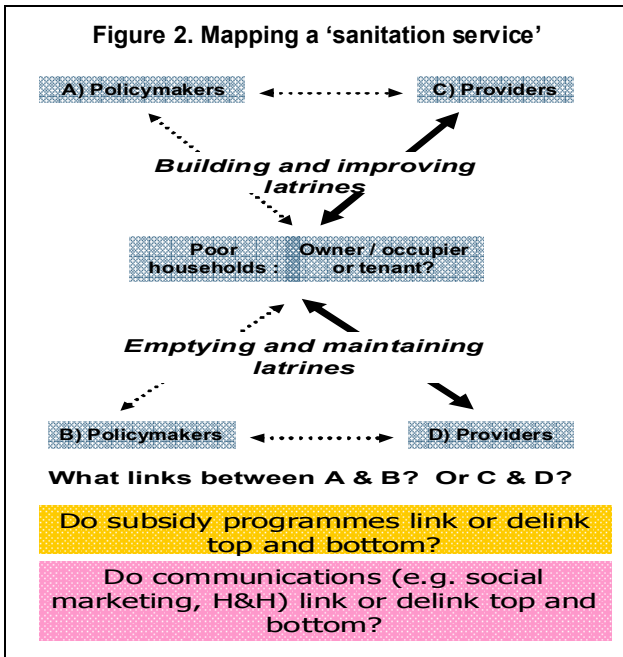 Figure 2. Mapping a ‘sanitation service’
A) Policymakers
C) Providers
Building and improving
latrines
Poor
households :
Owner / occupier
or tenant?
Emptying and maintaining
latrines
B) Policymakers
D) Providers
What links between A & B? Or C & D?
Do subsidy programmes link or delink
top and bottom?
Do communications (e.g. social
marketing, H&H) link or delink top and
bottom?